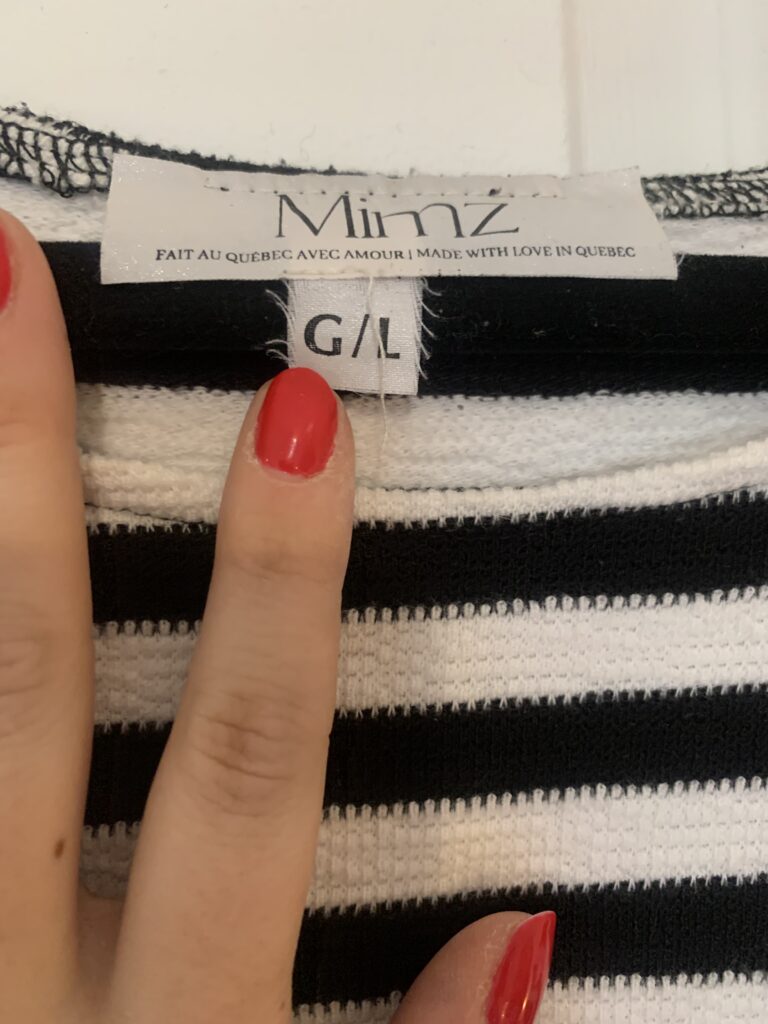 Mimz
FAIT AU QUÉBEC AVEC AMOUR | MADE WITH LOVE IN QUEBEC
G/L